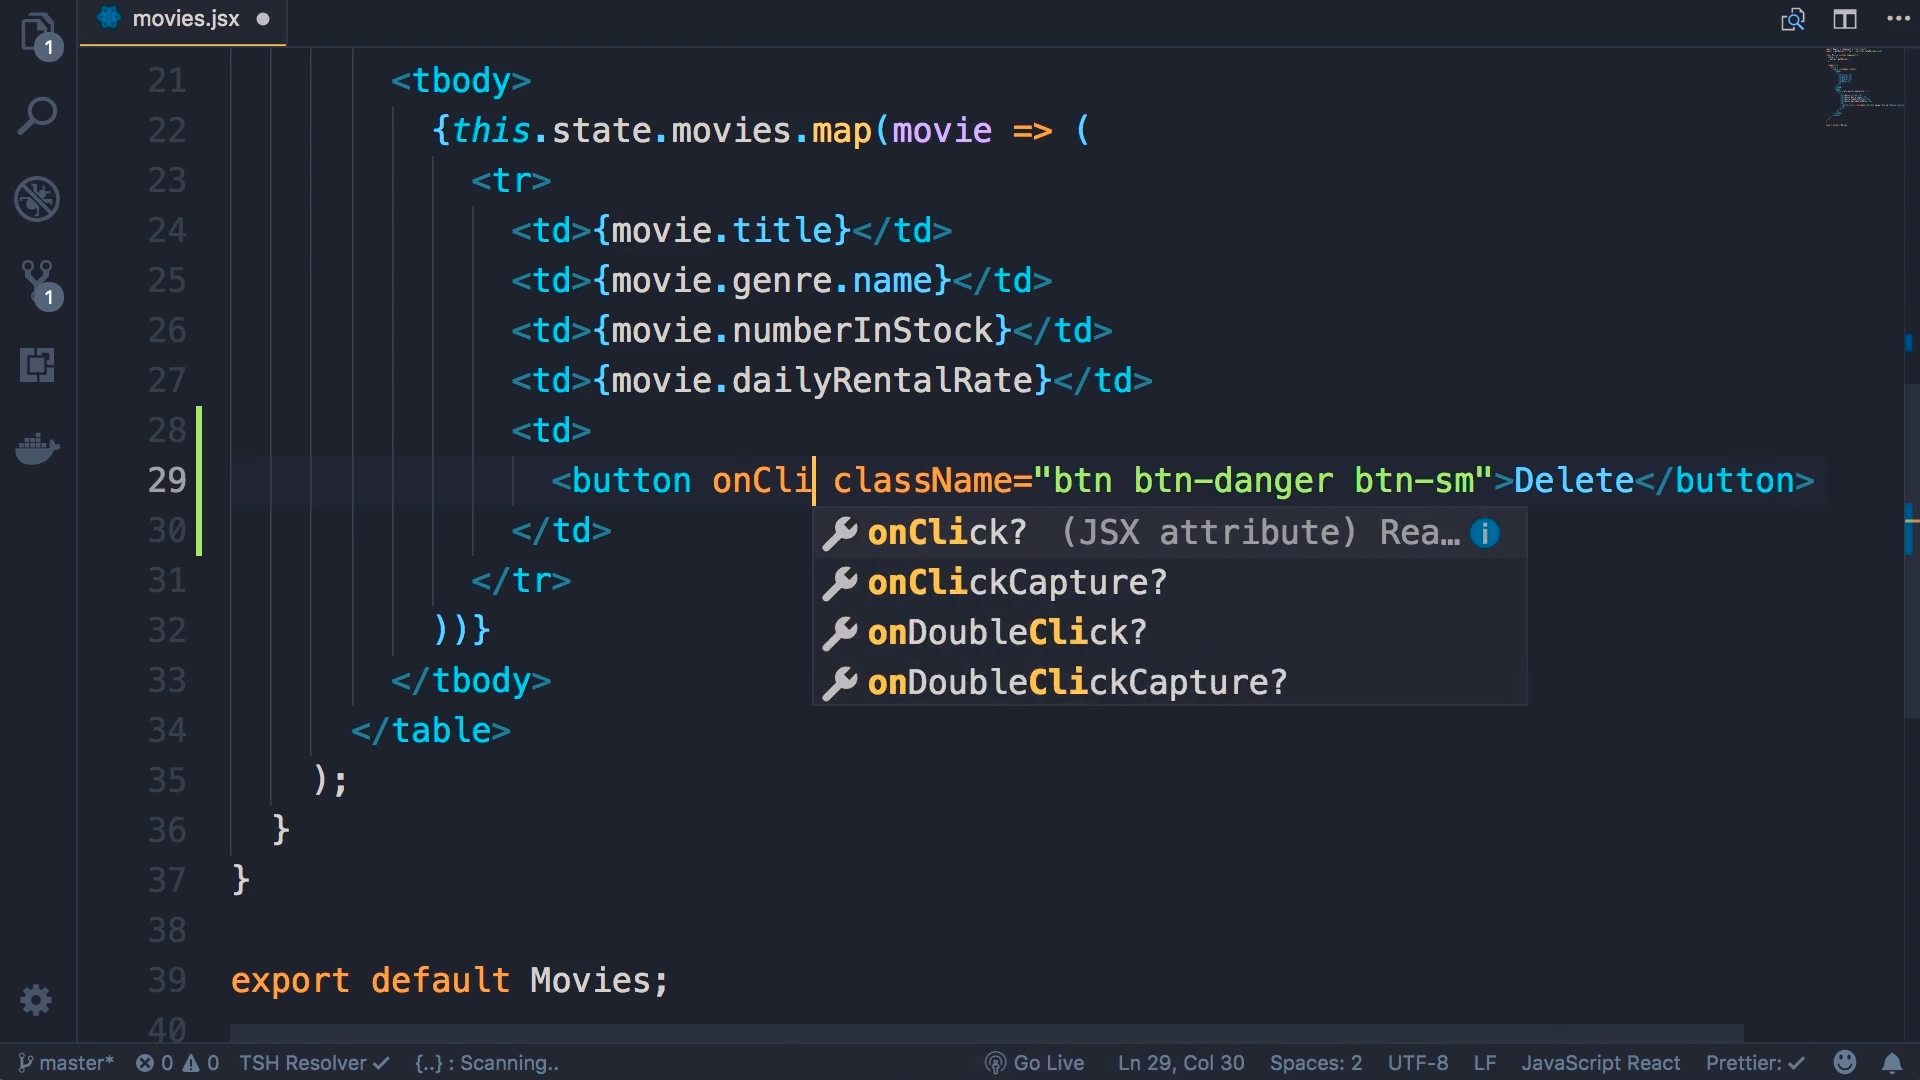 movies.jsx
1
1
21 <tbody>
22 {this.state.movies.map(movie => (
23 <tr>
24 <td>{movie.title}</td>
25 <td>{movie.genre.name}</td>
26 <td>{movie.numberInStock}</td>
27 <td>{movie.dailyRentalRate}</td>
28 <td>
29 <button onCli className="btn btn-danger btn-sm">Delete</button>
onClick? (JSX attribute) Rea…
onClickCapture?
onDoubleClick?
onDoubleClickCapture?
30 </td>
31 </tr>
32 ))}
33 </tbody>
34 </table>
35 );
36 }
37 }
38
39 export default Movies;
40
master* 0 0 TSH Resolver ✓ {..} : Scanning.. Go Live Ln 29, Col 30 Spaces: 2 UTF-8 LF JavaScript React Prettier: ✓